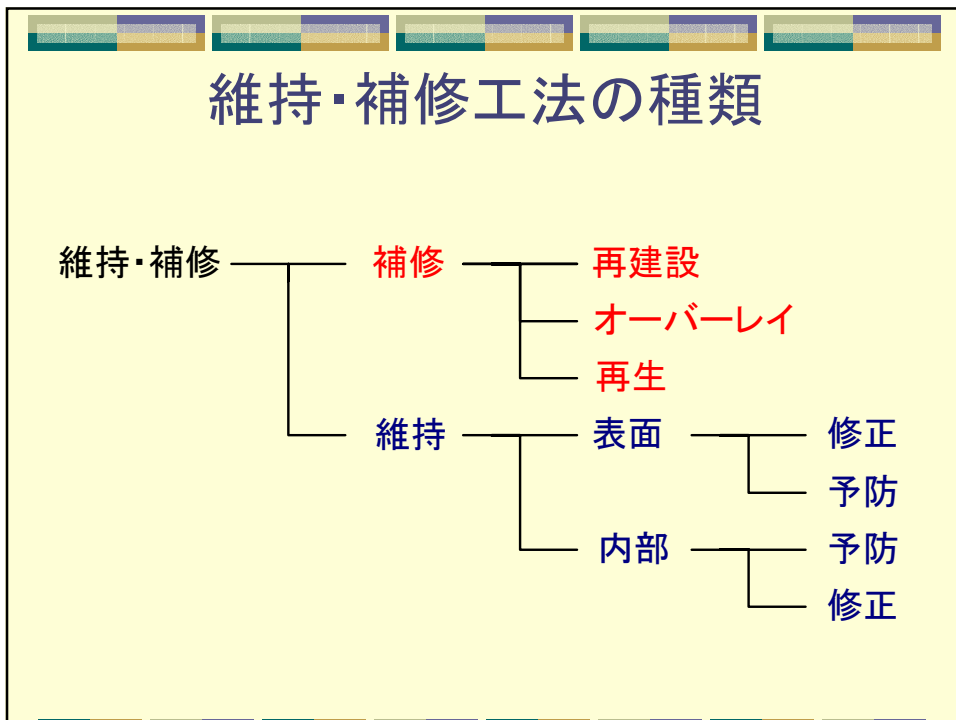 維持・補修工法の種類
維持・補修 補修 再建設
オーバーレイ
再生
維持 表面 修正
予防
内部 予防
修正